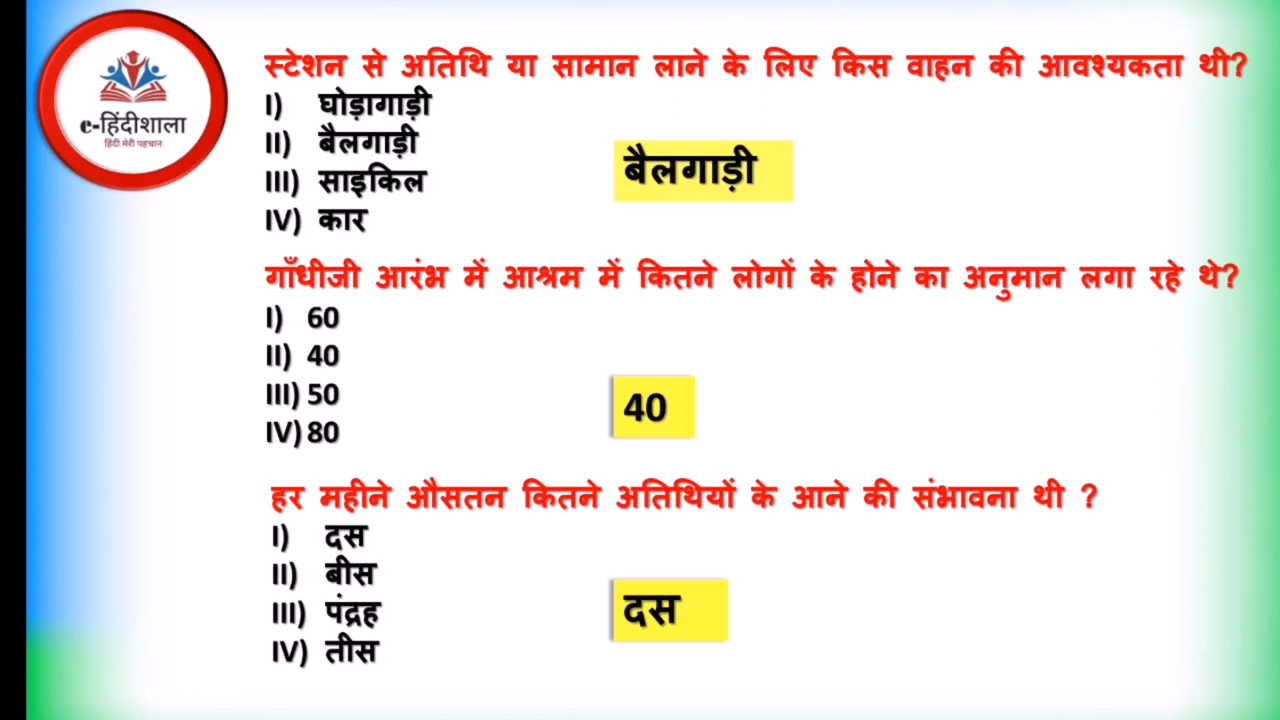 e-हिंदीशाला
हिंदी मेरी पहचान
स्टेशन से अतिथि या सामान लाने के लिए किस वाहन की आवश्यकता थी?
I) घोड़ागाड़ी
II) बैलगाड़ी
III) साइकिल
IV) कार
बैलगाड़ी
गाँधीजी आरंभ में आश्रम में कितने लोगों के होने का अनुमान लगा रहे थे?
I) 60
II) 40
III) 50
IV) 80
40
हर महीने औसतन कितने अतिथियों के आने की संभावना थी ?
I) दस
II) बीस
III) पंद्रह
IV) तीस
दस